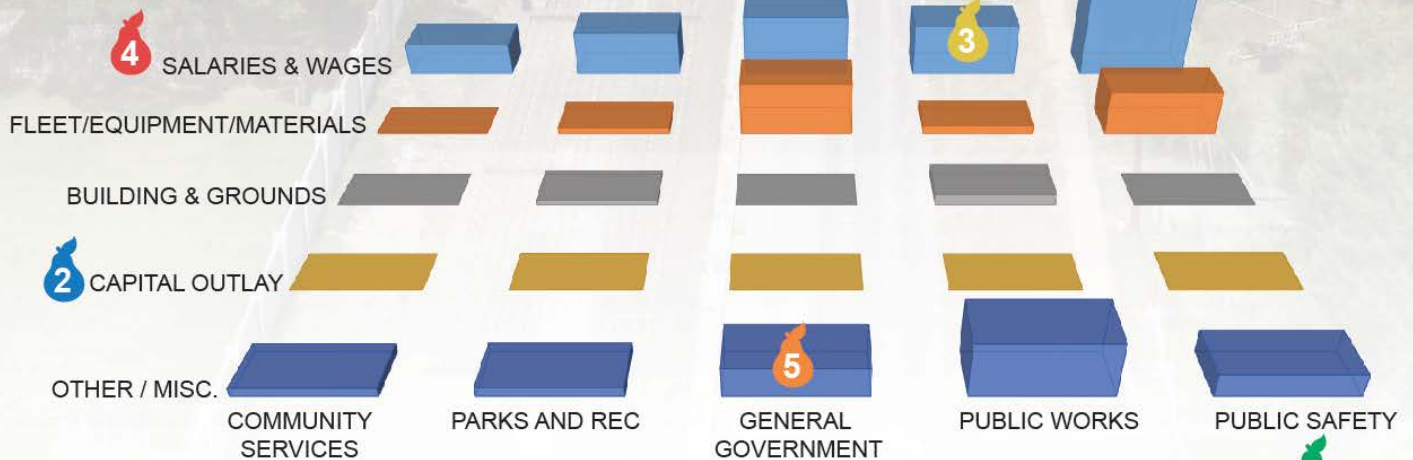 4
SALARIES & WAGES
3
FLEET/EQUIPMENT/MATERIALS
BUILDING & GROUNDS
2
CAPITAL OUTLAY
5
OTHER / MISC.
COMMUNITY
SERVICES
PARKS AND REC
GENERAL
GOVERNMENT
PUBLIC WORKS
PUBLIC SAFETY